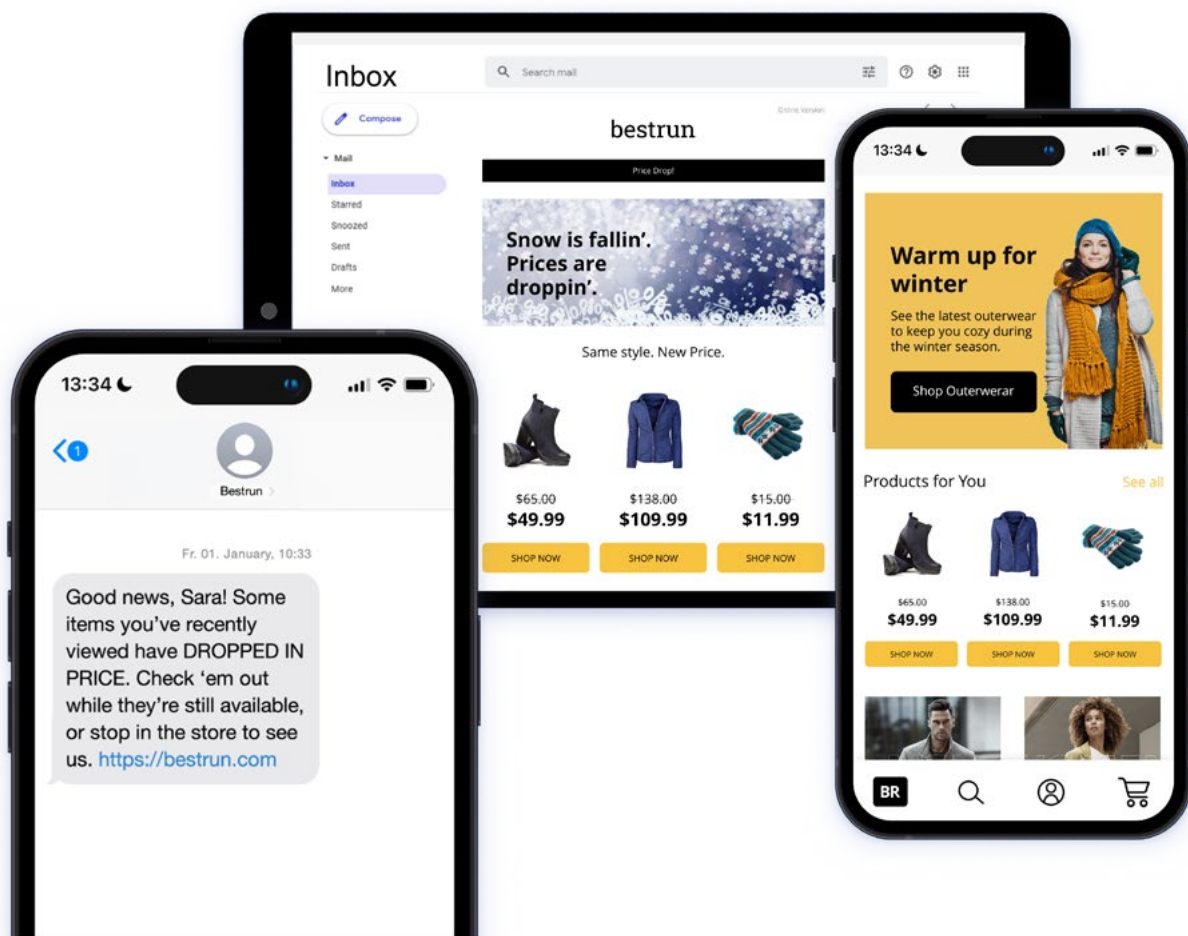 Inbox
Search mail
Compose
Mail
Inbox
Starred
Snoozed
Sent
Drafts
More
Online Version
bestrun
Price Drop!
Snow is fallin'.
Prices are
droppin'.
Same style. New Price.
$65.00 $138.00 $15.00
$49.99 $109.99 $11.99
SHOP NOW SHOP NOW SHOP NOW
13:34
Warm up for
winter
See the latest outerwear
to keep you cozy during
the winter season.
Shop Outerwerar
Products for You See all
$65.00 $138.00 $15.00
$49.99 $109.99 $11.99
SHOP NOW SHOP NOW SHOP NOW
BR
13:34
1
Bestrun
Fr. 01. January, 10:33
Good news, Sara! Some
items you've recently
viewed have DROPPED IN
PRICE. Check ‘em out
while they're still available,
or stop in the store to see
us. https://bestrun.com